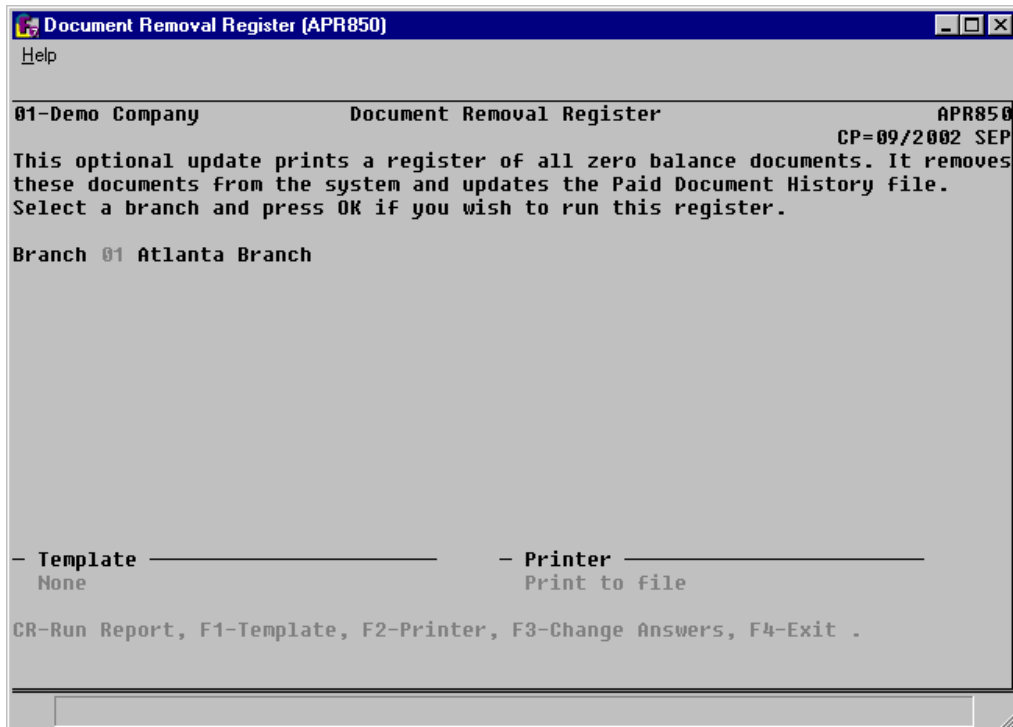 Document Removal Register (APR850)
Help
01-Demo Company Document Removal Register APR850
CP=09/2002 SEP
This optional update prints a register of all zero balance documents. It removes
these documents from the system and updates the Paid Document History file.
Select a branch and press OK if you wish to run this register.
Branch 01 Atlanta Branch
Template Printer
None Print to file
CR-Run Report, F1-Template, F2-Printer, F3-Change Answers, F4-Exit .